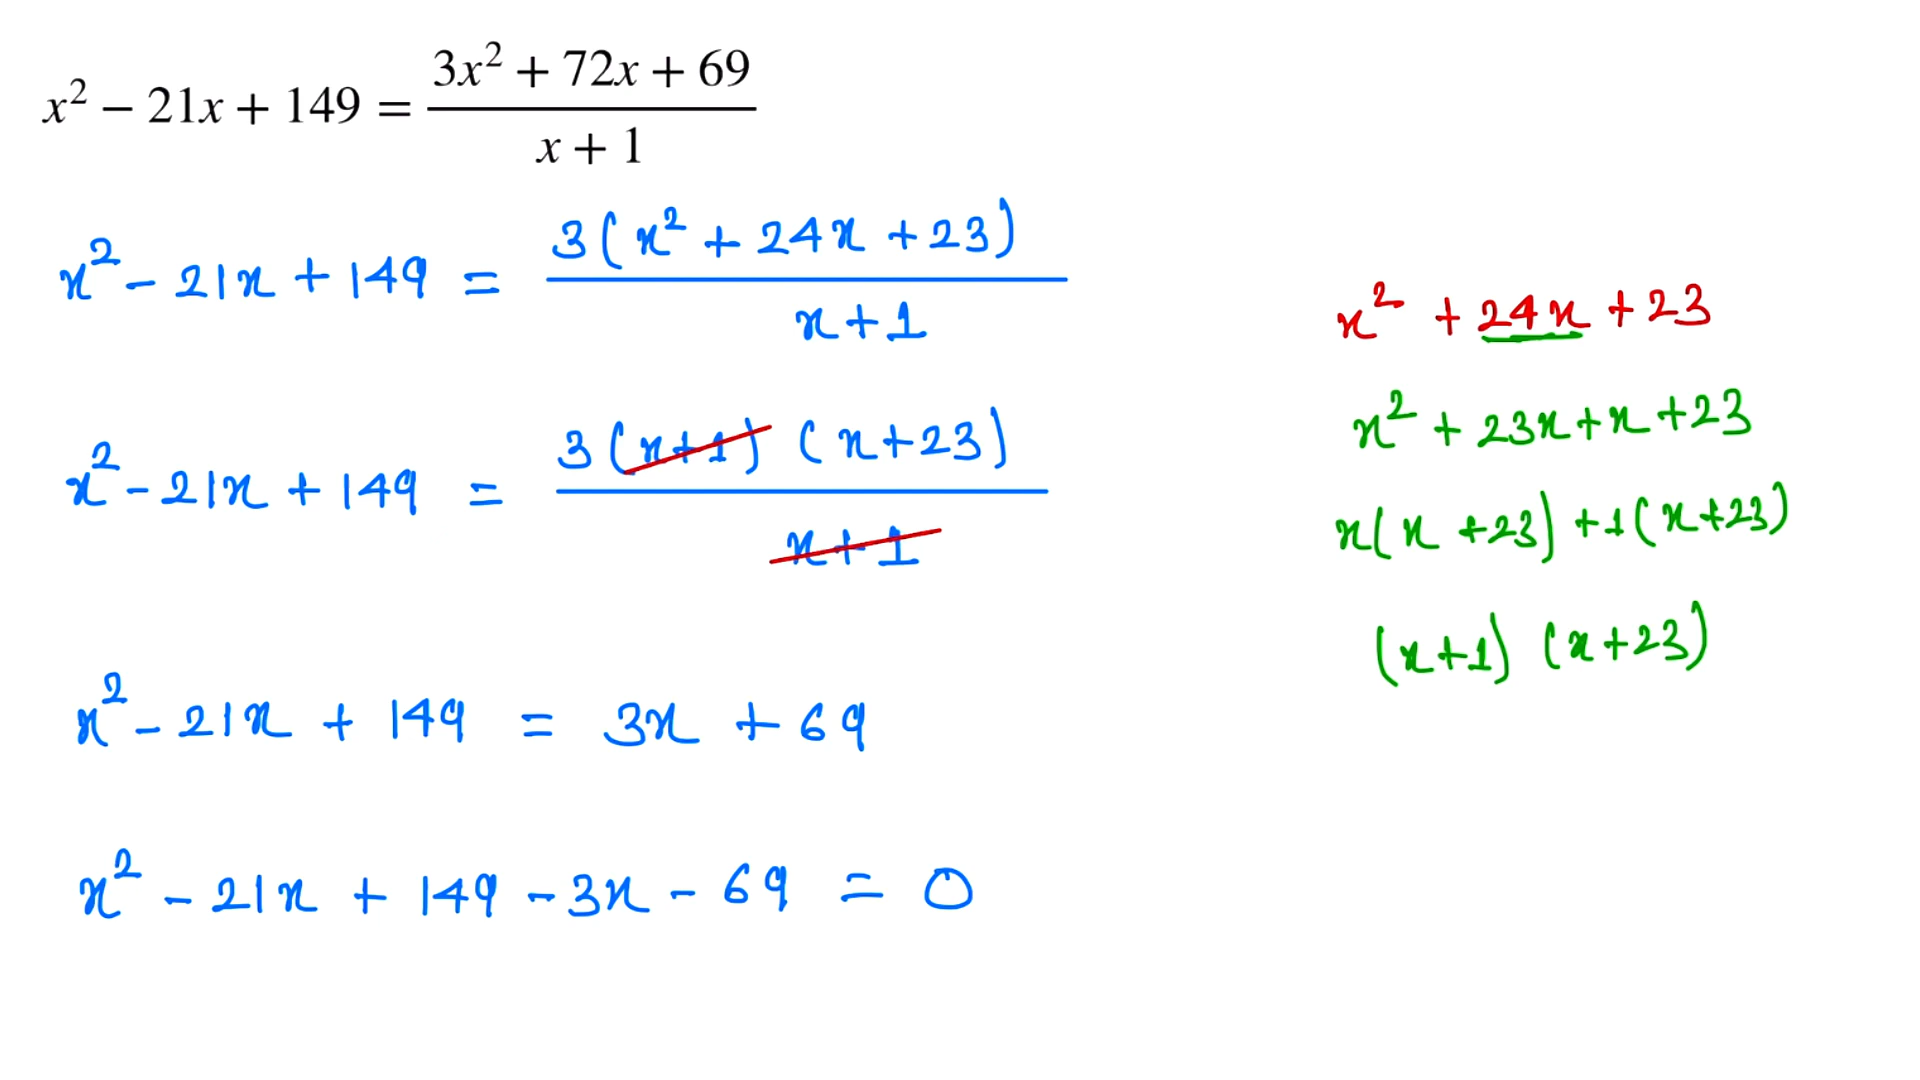 x² − 21x + 149 = (3x² + 72x + 69)/(x + 1)
x² - 21x + 149 = 3(x² + 24x + 23)/(x+1)
x² - 21x + 149 = 3(x+1)(x+23)/(x+1)
x² - 21x + 149 = 3x + 69
x² - 21x + 149 - 3x - 69 = 0
x² + 24x + 23
x² + 23x + x + 23
x(x + 23) + 1(x+23)
(x+1) (x+23)